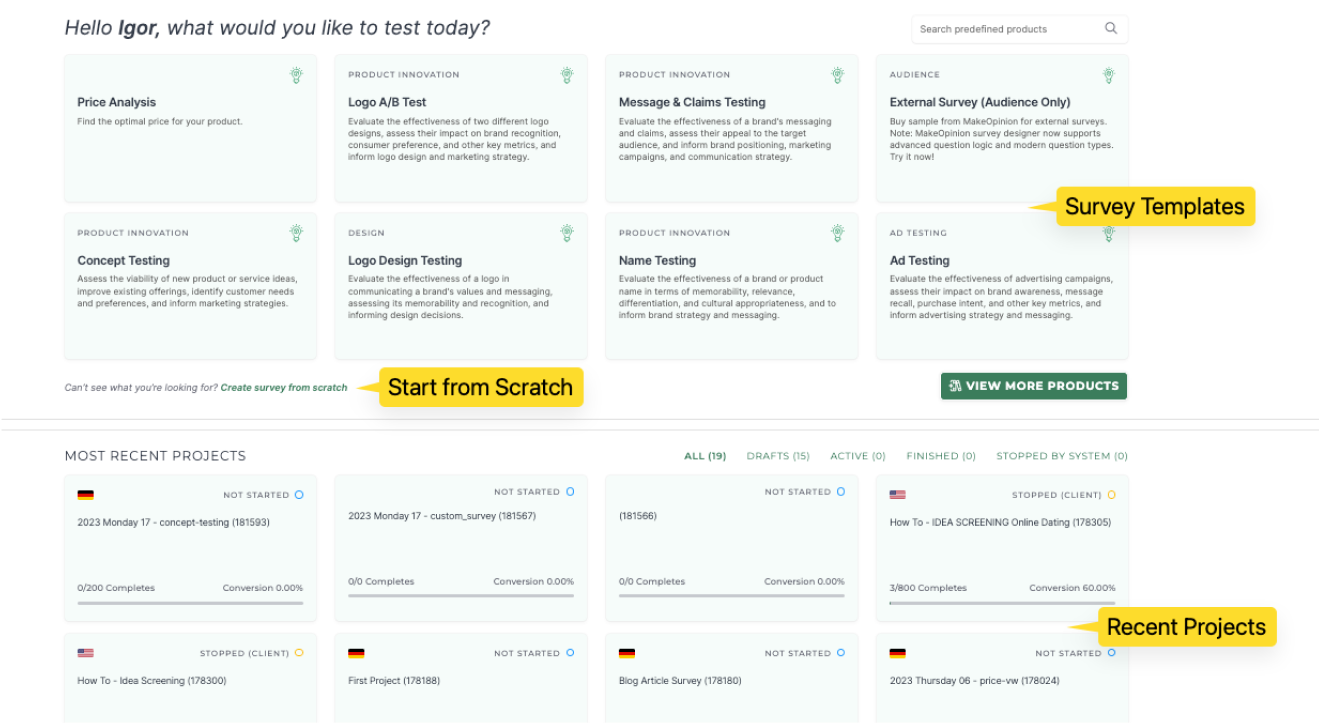 Hello Igor, what would you like to test today?
Search predefined products
Price Analysis
Find the optimal price for your product.
PRODUCT INNOVATION
Logo A/B Test
Evaluate the effectiveness of two different logo
designs, assess their impact on brand recognition,
consumer preference, and other key metrics, and
inform logo design and marketing strategy.
PRODUCT INNOVATION
Message & Claims Testing
Evaluate the effectiveness of a brand's messaging
and claims, assess their appeal to the target
audience, and inform brand positioning, marketing
campaigns, and communication strategy.
AUDIENCE
External Survey (Audience Only)
Buy sample from MakeOpinion for external surveys.
Note: MakeOpinion survey designer now supports
advanced question logic and modern question types.
Try it now!
Survey Templates
PRODUCT INNOVATION
Concept Testing
Assess the viability of new product or service ideas,
improve existing offerings, identify customer needs
and preferences, and inform marketing strategies.
DESIGN
Logo Design Testing
Evaluate the effectiveness of a logo in
communicating a brand's values and messaging,
assessing its memorability and recognition, and
informing design decisions.
PRODUCT INNOVATION
Name Testing
Evaluate the effectiveness of a brand or product
name in terms of memorability, relevance,
differentiation, and cultural appropriateness, and to
inform brand strategy and messaging.
AD TESTING
Ad Testing
Evaluate the effectiveness of advertising campaigns,
assess their impact on brand awareness, message
recall, purchase intent, and other key metrics, and
inform advertising strategy and messaging.
Can't see what you're looking for? Create survey from scratch
Start from Scratch
VIEW MORE PRODUCTS
MOST RECENT PROJECTS
ALL (19)
DRAFTS (15)
ACTIVE (0)
FINISHED (0)
STOPPED BY SYSTEM (0)
NOT STARTED
2023 Monday 17 - concept-testing (181593)
0/200 Completes
Conversion 0.00%
NOT STARTED
2023 Monday 17 - custom_survey (181567)
0/0 Completes
Conversion 0.00%
NOT STARTED
(181566)
0/0 Completes
Conversion 0.00%
STOPPED (CLIENT)
How To - IDEA SCREENING Online Dating (178305)
3/800 Completes
Conversion 60.00%
Recent Projects
STOPPED (CLIENT)
How To - Idea Screening (178300)
NOT STARTED
First Project (178188)
NOT STARTED
Blog Article Survey (178180)
NOT STARTED
2023 Thursday 06 - price-vw (178024)